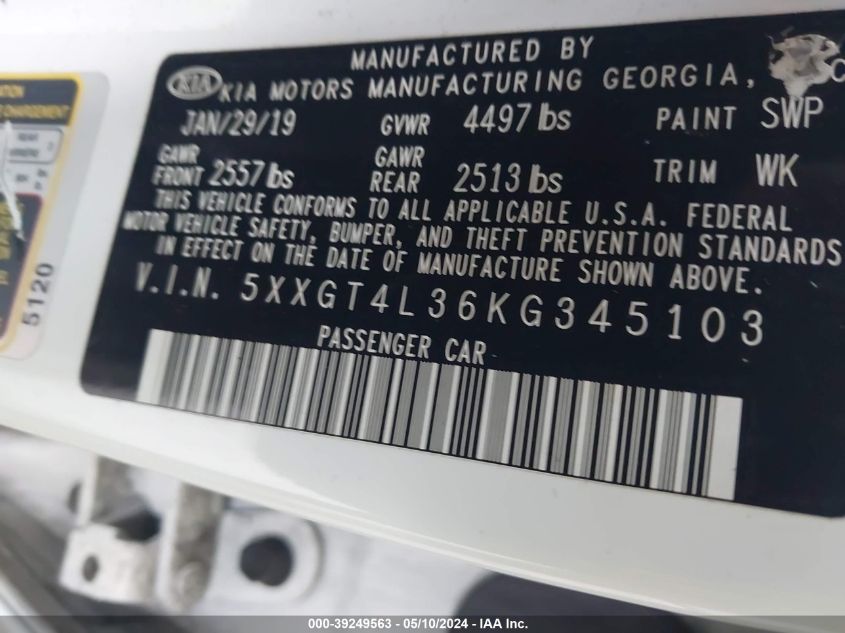 MANUFACTURED BY
KIA KIA MOTORS MANUFACTURING GEORGIA,
JAN/29/19 GVWR 4497 lbs PAINT SWP
GAWR FRONT 2557 lbs GAWR REAR 2513 lbs TRIM WK
THIS VEHICLE CONFORMS TO ALL APPLICABLE U.S.A. FEDERAL
MOTOR VEHICLE SAFETY, BUMPER, AND THEFT PREVENTION STANDARDS
IN EFFECT ON THE DATE OF MANUFACTURE SHOWN ABOVE.
V.I.N. 5XXGT4L36KG345103
PASSENGER CAR
REAR
5120
000-39249563 - 05/10/2024 - IAA Inc.